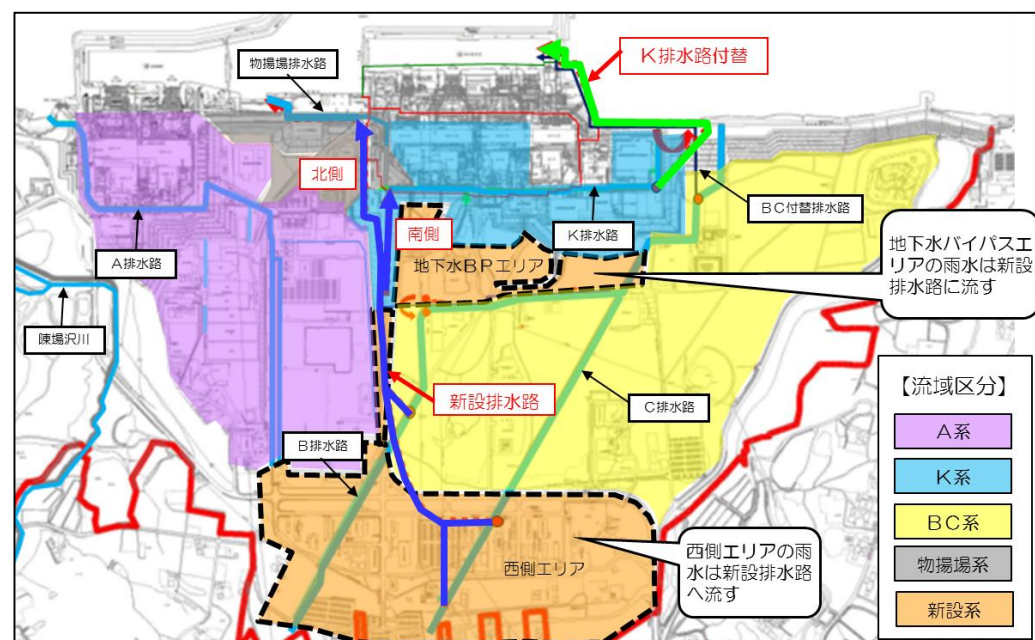 物揚場排水路
K排水路付替
北側
南側
BC付替排水路
A排水路
K排水路
地下水BPエリア
地下水バイパスエ
リアの雨水は新設
排水路に流す
陳場沢川
新設排水路
C排水路
B排水路
西側エリア
西側エリアの雨
水は新設排水路
へ流す
【流域区分】
A系
K系
BC系
物揚場系
新設系